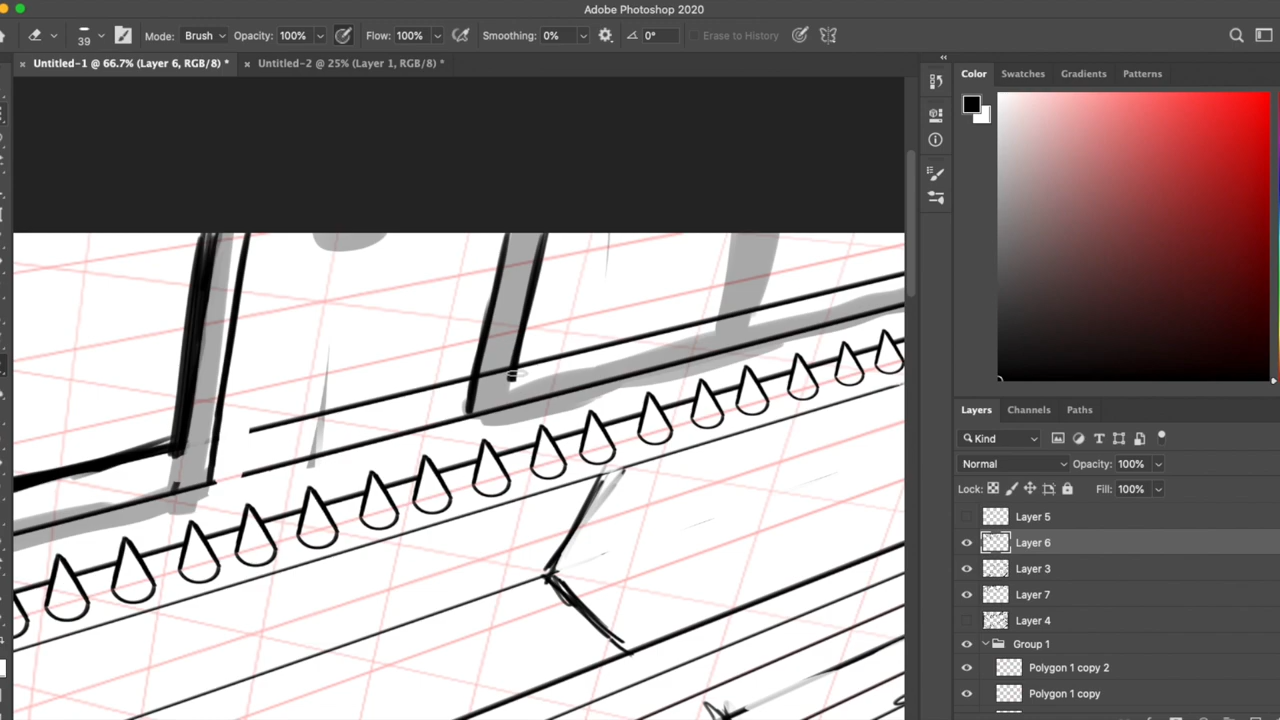 Adobe Photoshop 2020
39 Mode: Brush Opacity: 100% Flow: 100% Smoothing: 0% 0° Erase to History
× Untitled-1 @ 66.7% (Layer 6, RGB/8) * × Untitled-2 @ 25% (Layer 1, RGB/8) *
Color Swatches Gradients Patterns
Layers Channels Paths
Kind
Normal Opacity: 100%
Lock: Fill: 100%
Layer 5
Layer 6
Layer 3
Layer 7
Layer 4
Group 1
Polygon 1 copy 2
Polygon 1 copy